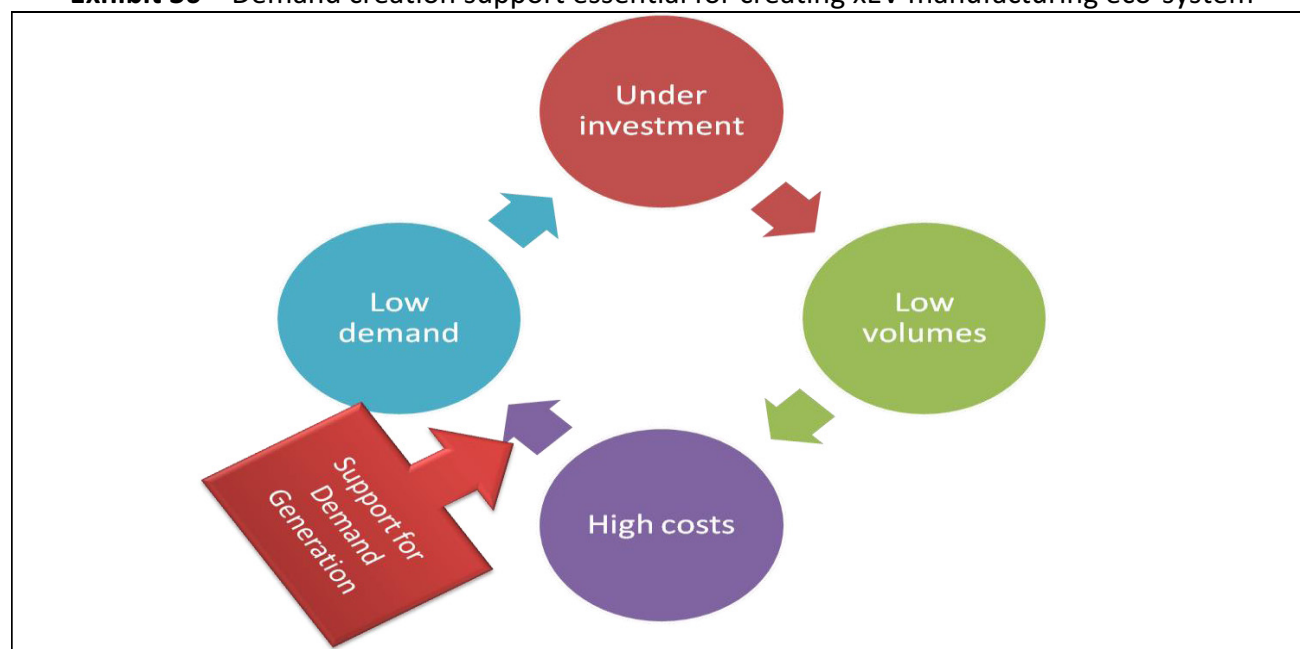 Demand creation support essential for creating xEV manufacturing eco-system
Under
investment
Low
demand
Low
volumes
Support for
Demand
Generation
High costs